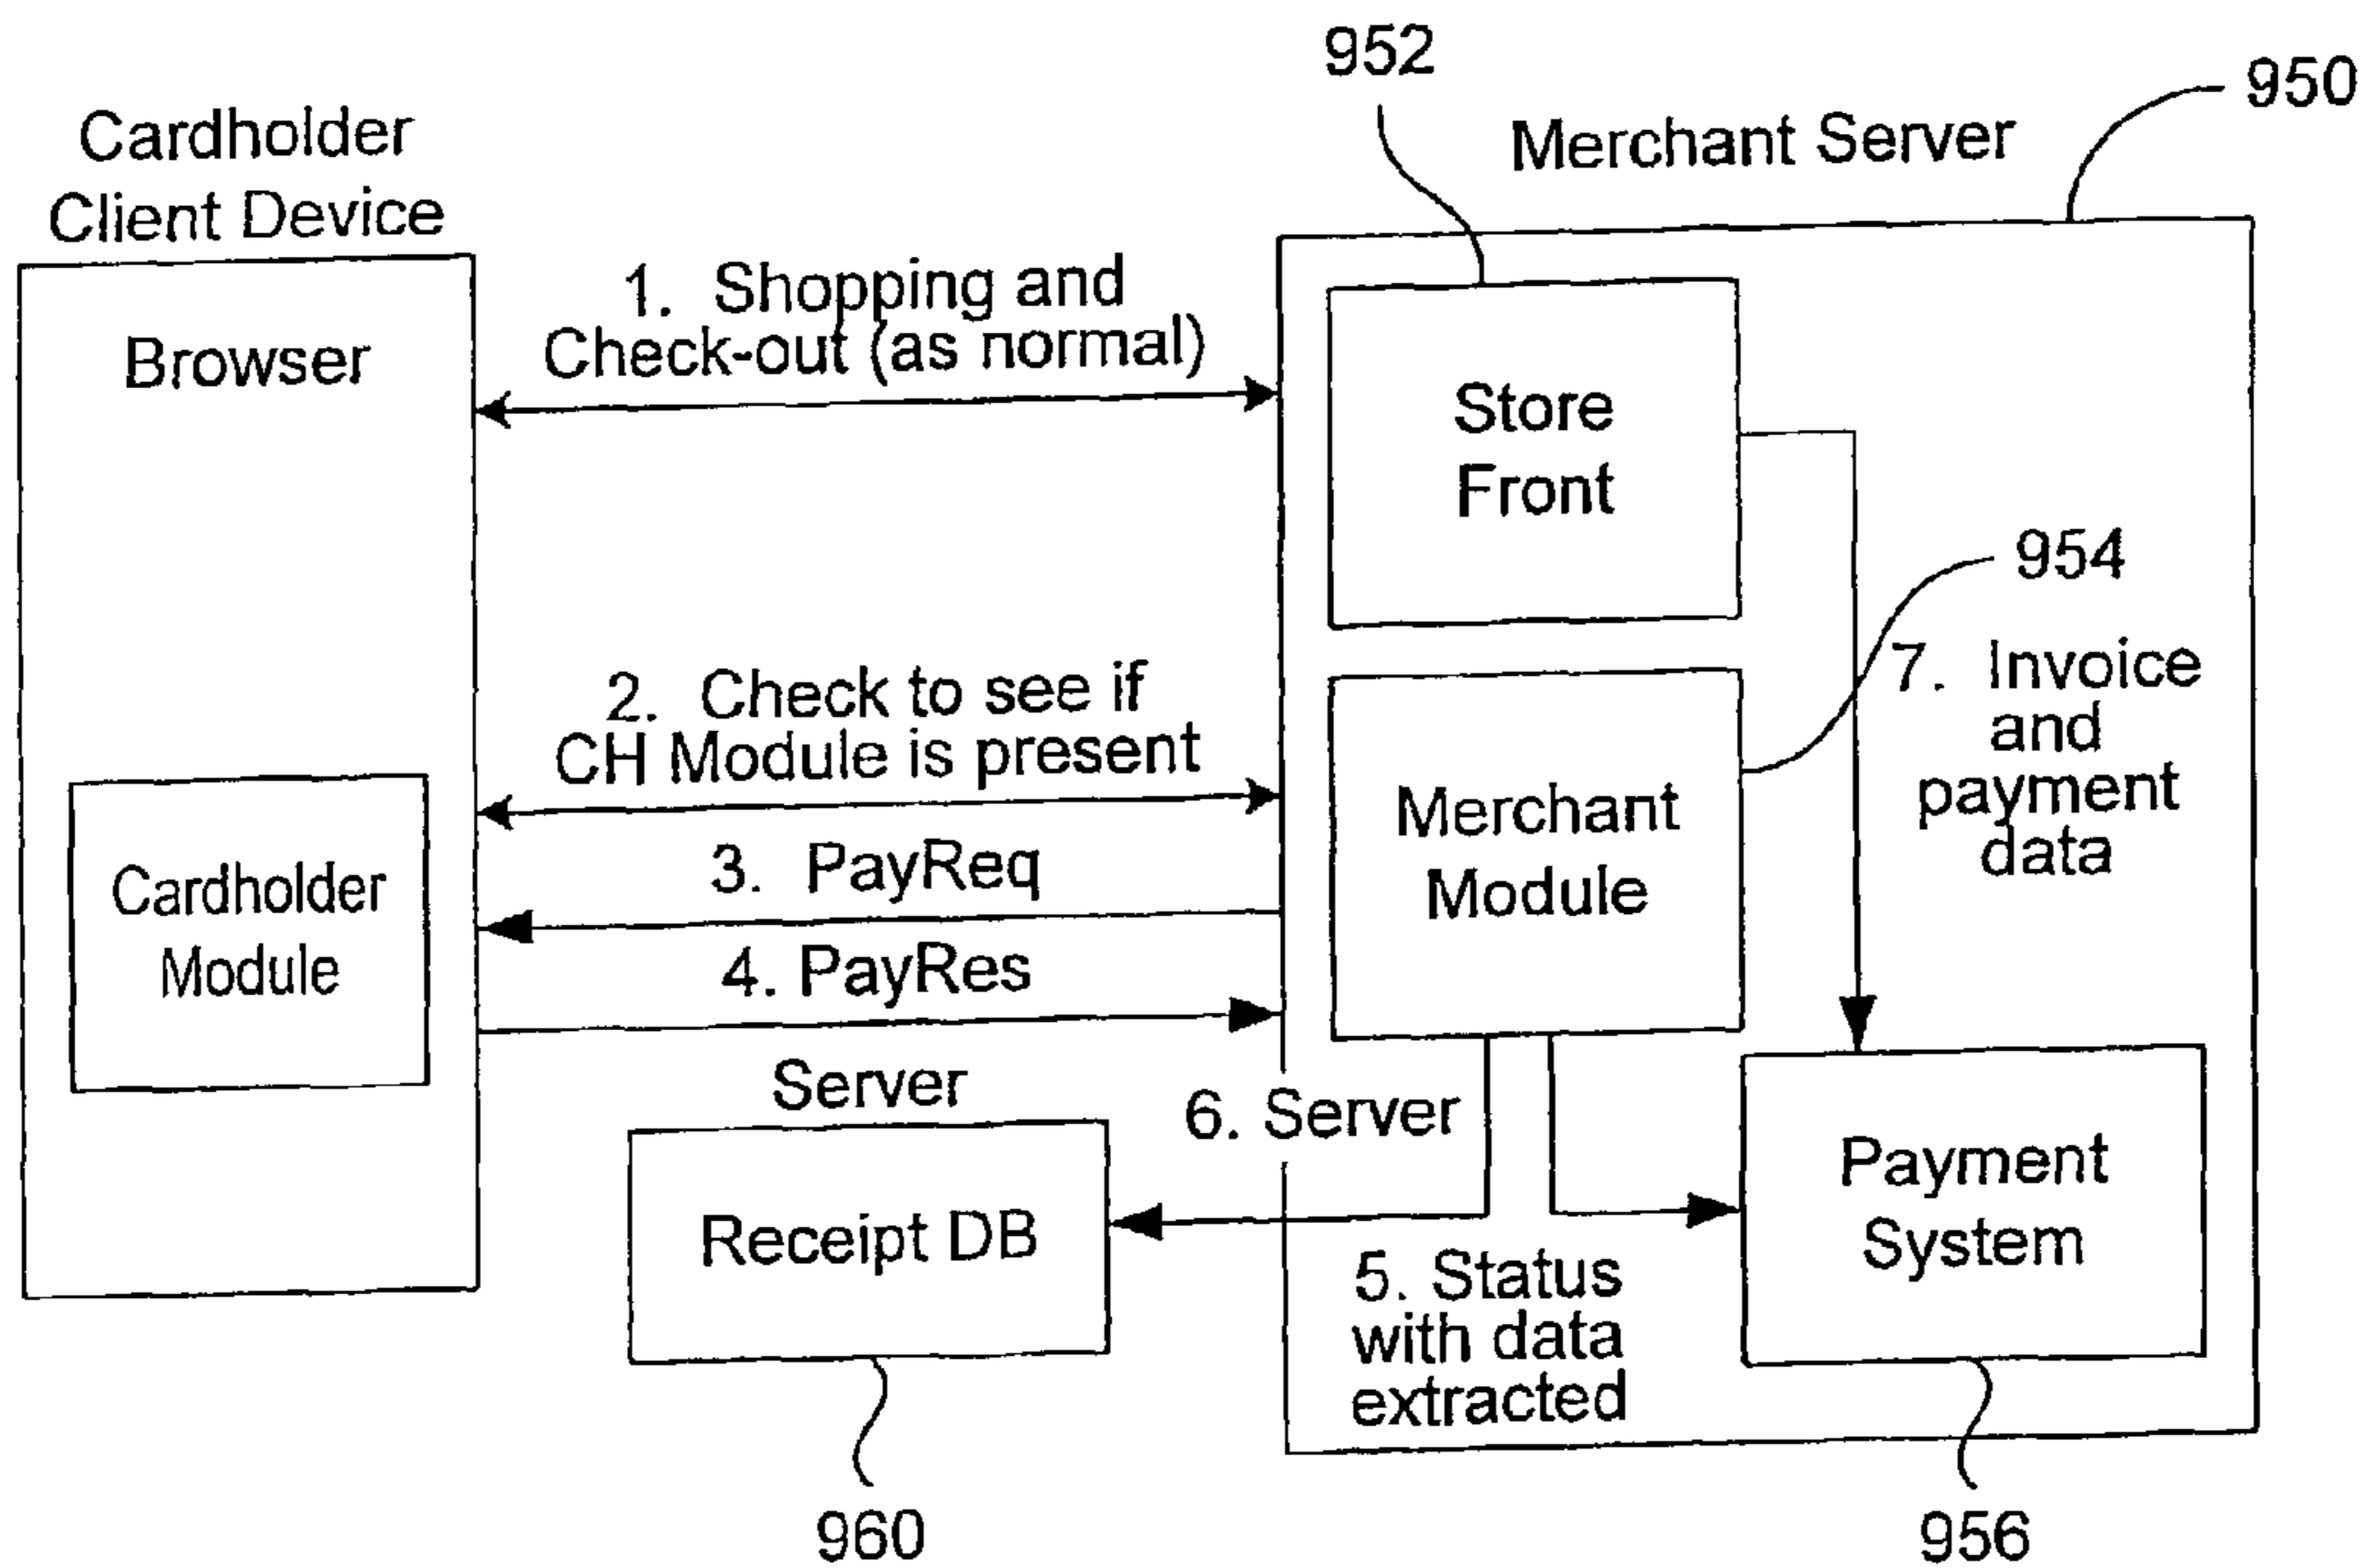 952
950
Merchant Server
Cardholder
Client Device
Browser
1. Shopping and
Check-out (as normal)
Store
Front
954
7. Invoice
and
payment
data
2. Check to see if
CH Module is present
Merchant
Module
3. PayReq
Cardholder
Module
4. PayRes
Server
6. Server
Receipt DB
Payment
System
5. Status
with data
extracted
960
956